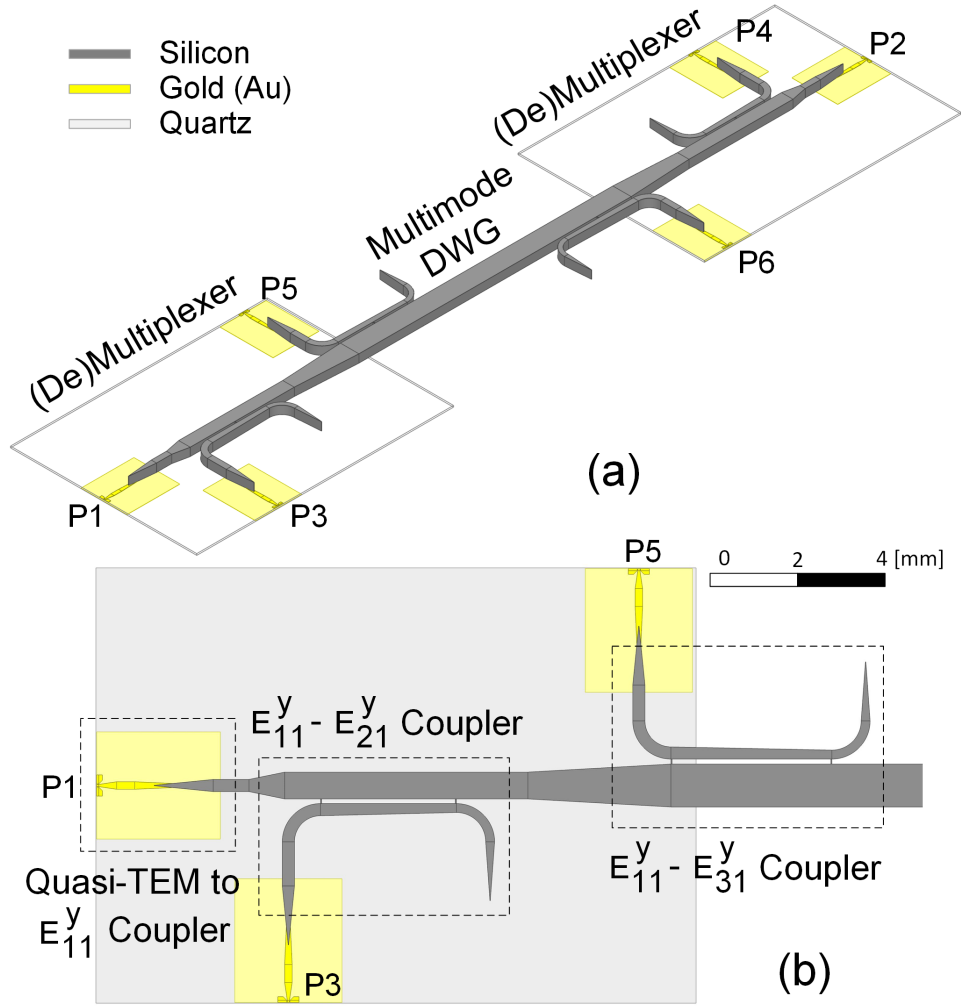 Silicon
Gold (Au)
Quartz
P4
P2
(De)Multiplexer
Multimode
DWG
P6
P5
(De)Multiplexer
P1
P3
(a)
P5
0 2 4 [mm]
E₁₁ʸ - E₂₁ʸ Coupler
P1
Quasi-TEM to
E₁₁ʸ Coupler
E₁₁ʸ - E₃₁ʸ Coupler
P3
(b)